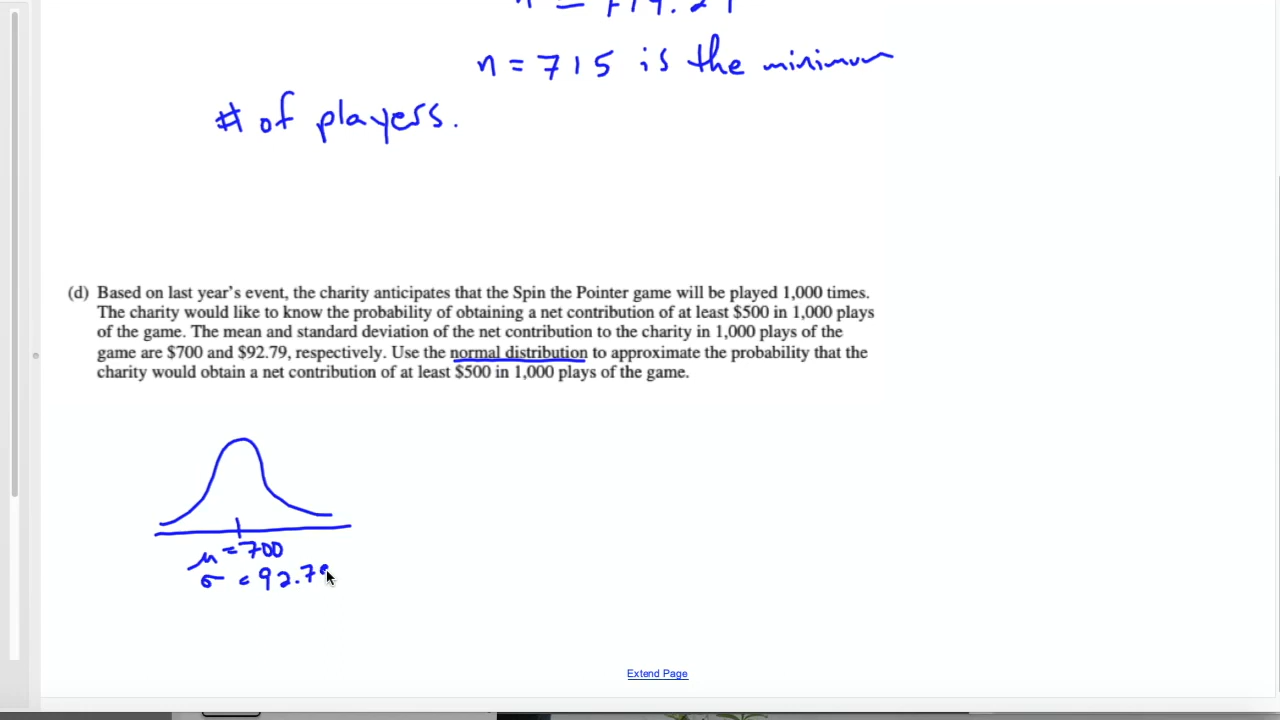 n = 715 is the minimum
# of players.
(d) Based on last year's event, the charity anticipates that the Spin the Pointer game will be played 1,000 times.
The charity would like to know the probability of obtaining a net contribution of at least $500 in 1,000 plays
of the game. The mean and standard deviation of the net contribution to the charity in 1,000 plays of the
game are $700 and $92.79, respectively. Use the normal distribution to approximate the probability that the
charity would obtain a net contribution of at least $500 in 1,000 plays of the game.
μ = 700
σ = 92.79
Extend Page